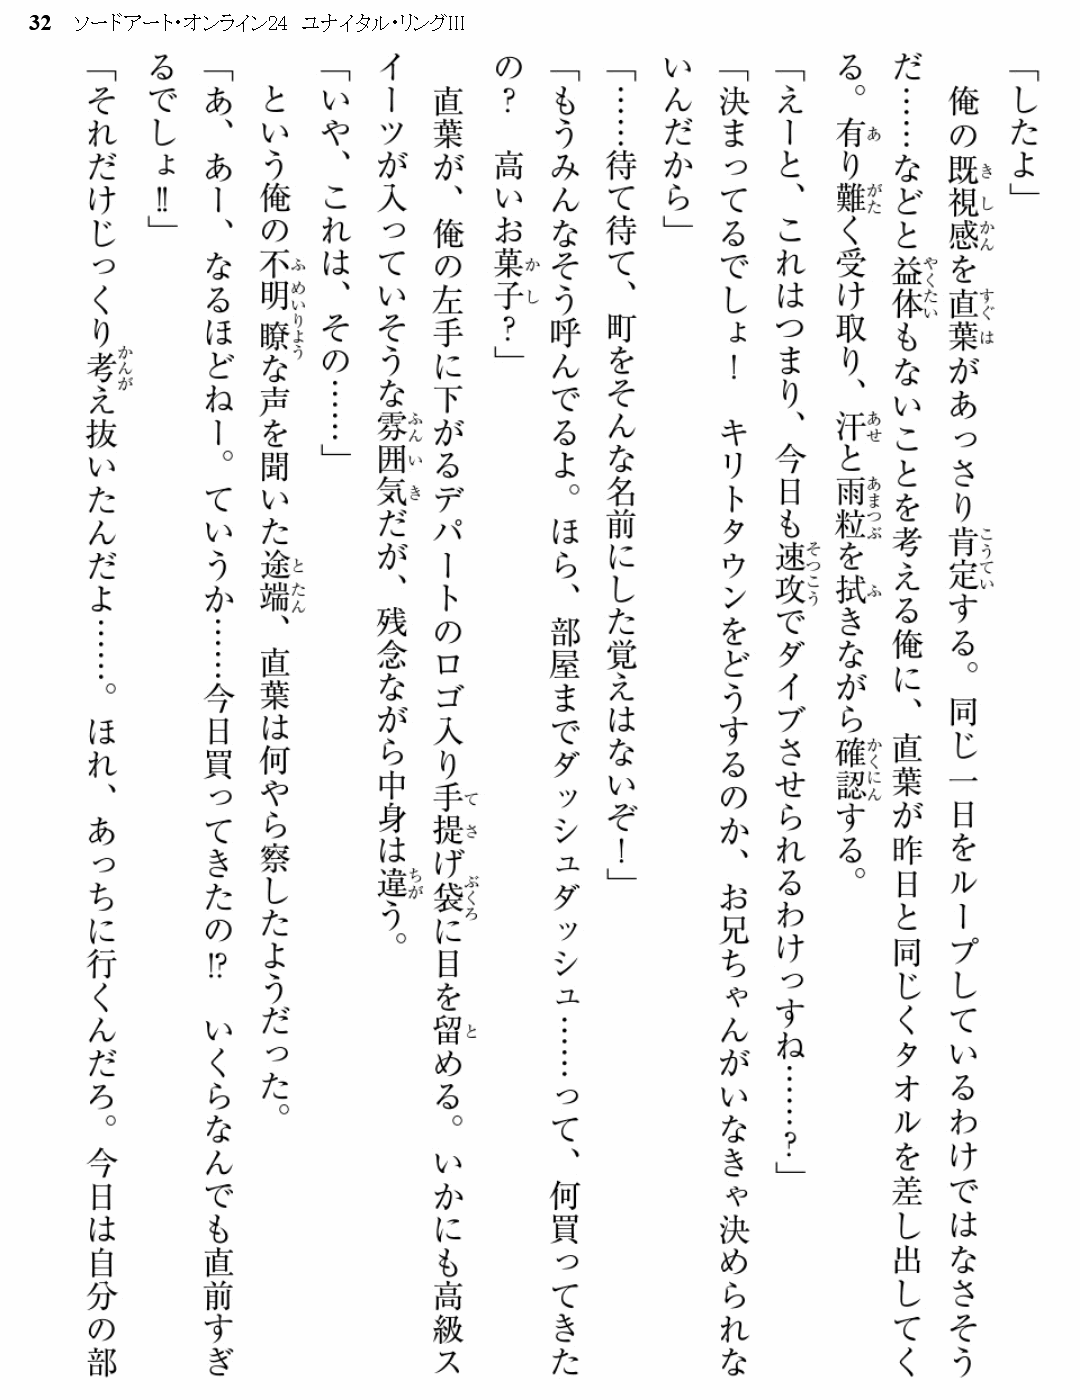 32 ソードアート・オンライン24 ユナイタル・リングIII
「したよ」
　俺の既視感を直葉があっさり肯定する。同じ一日をループしているわけではなさそう
だ……などと益体もないことを考える俺に、直葉が昨日と同じくタオルを差し出してく
る。有り難く受け取り、汗と雨粒を拭きながら確認する。
「えーと、これはつまり、今日も速攻でダイブさせられるわけっすね……？」
「決まってるでしょ！　キリトタウンをどうするのか、お兄ちゃんがいなきゃ決められな
いんだから」
「……待て待て、町をそんな名前にした覚えはないぞ！」
「もうみんなそう呼んでるよ。ほら、部屋までダッシュダッシュ……って、何買ってきた
の？　高いお菓子？」
　直葉が、俺の左手に下がるデパートのロゴ入り手提げ袋に目を留める。いかにも高級ス
イーツが入っていそうな雰囲気だが、残念ながら中身は違う。
「いや、これは、その……」
　という俺の不明瞭な声を聞いた途端、直葉は何やら察したようだった。
「あ、あー、なるほどねー。ていうか……今日買ってきたの!?　いくらなんでも直前すぎ
るでしょ!!」
「それだけじっくり考え抜いたんだよ……。ほれ、あっちに行くんだろ。今日は自分の部